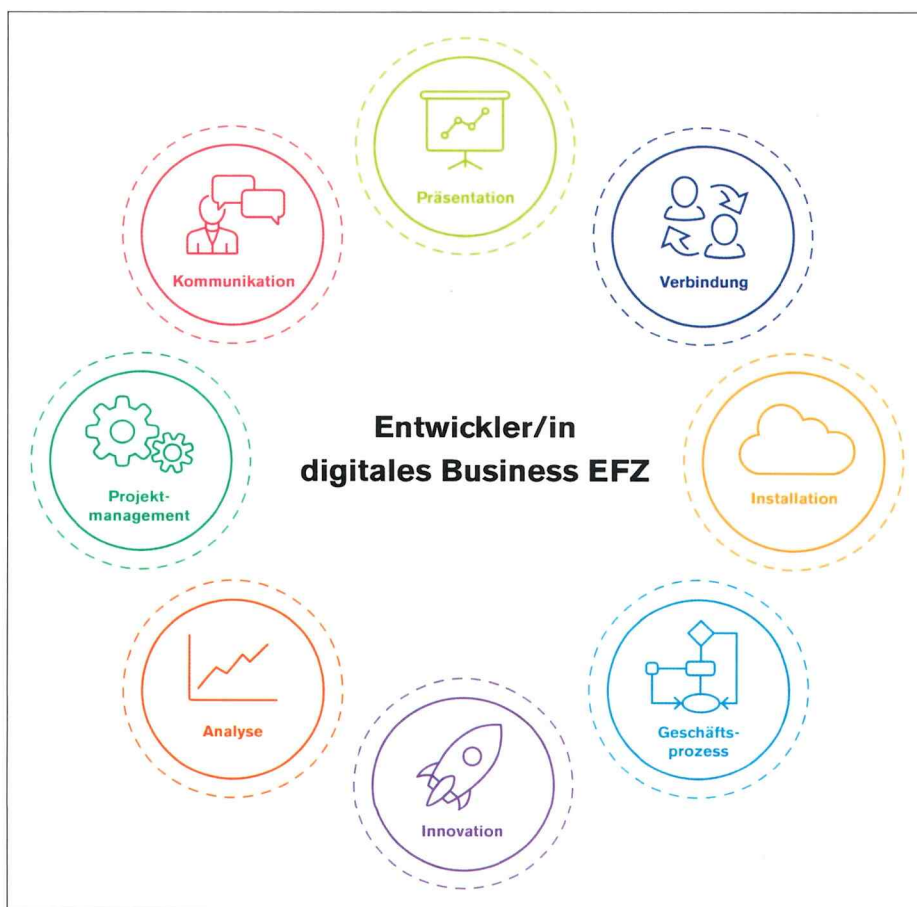 Präsentation
Kommunikation
Verbindung
Entwickler/in
digitales Business EFZ
Projekt-
management
Installation
Analyse
Geschäfts-
prozess
Innovation